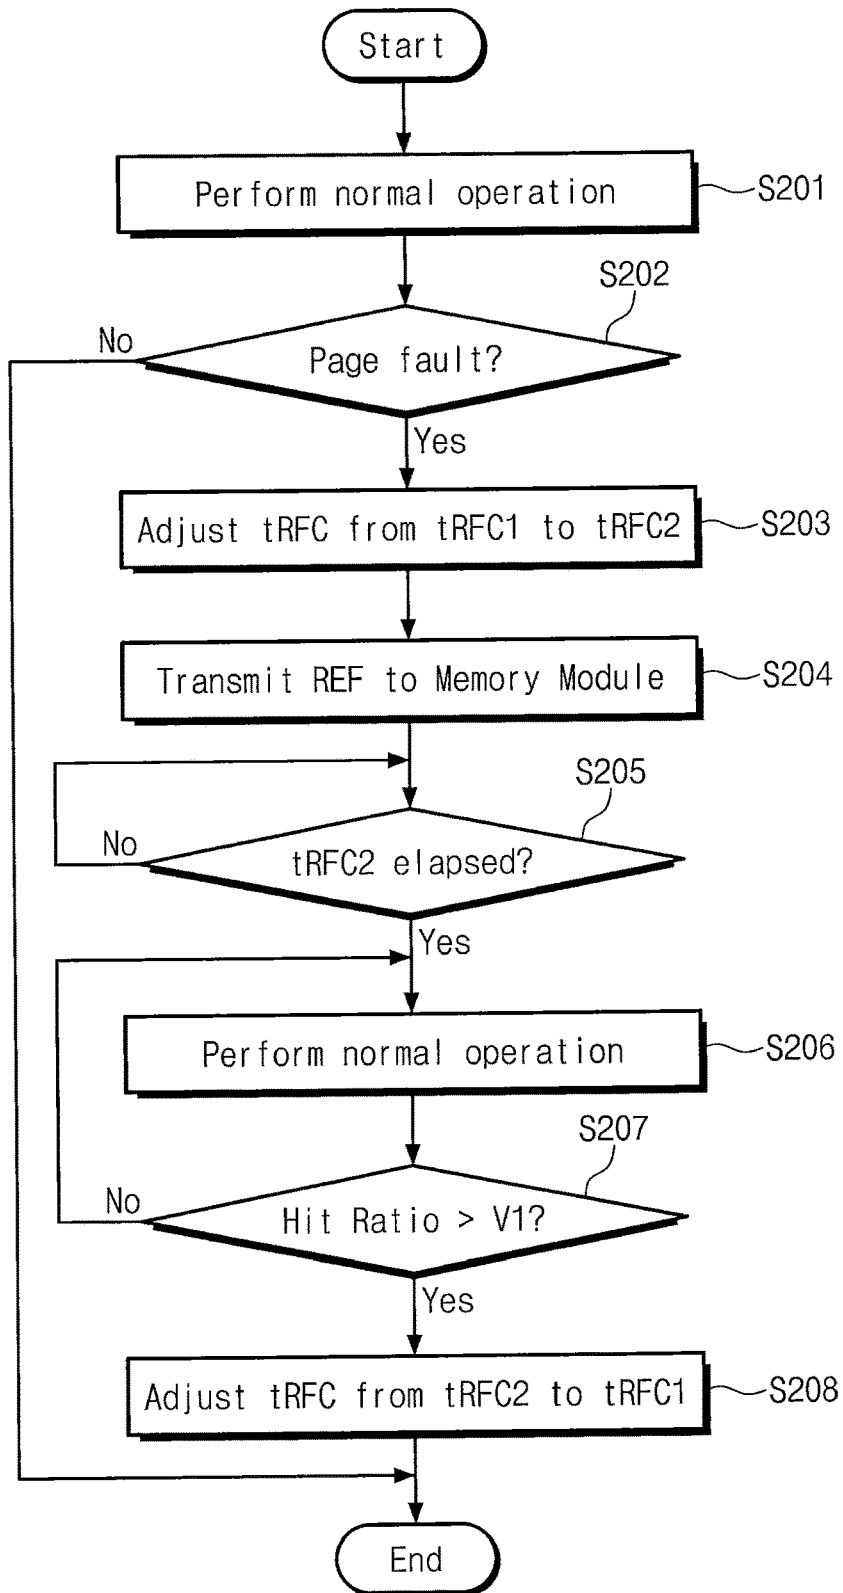 Start
Perform normal operation
S201
S202
No
Page fault?
Yes
Adjust tRFC from tRFC1 to tRFC2
S203
Transmit REF to Memory Module
S204
S205
No
tRFC2 elapsed?
Yes
Perform normal operation
S206
S207
No
Hit Ratio > V1?
Yes
Adjust tRFC from tRFC2 to tRFC1
S208
End